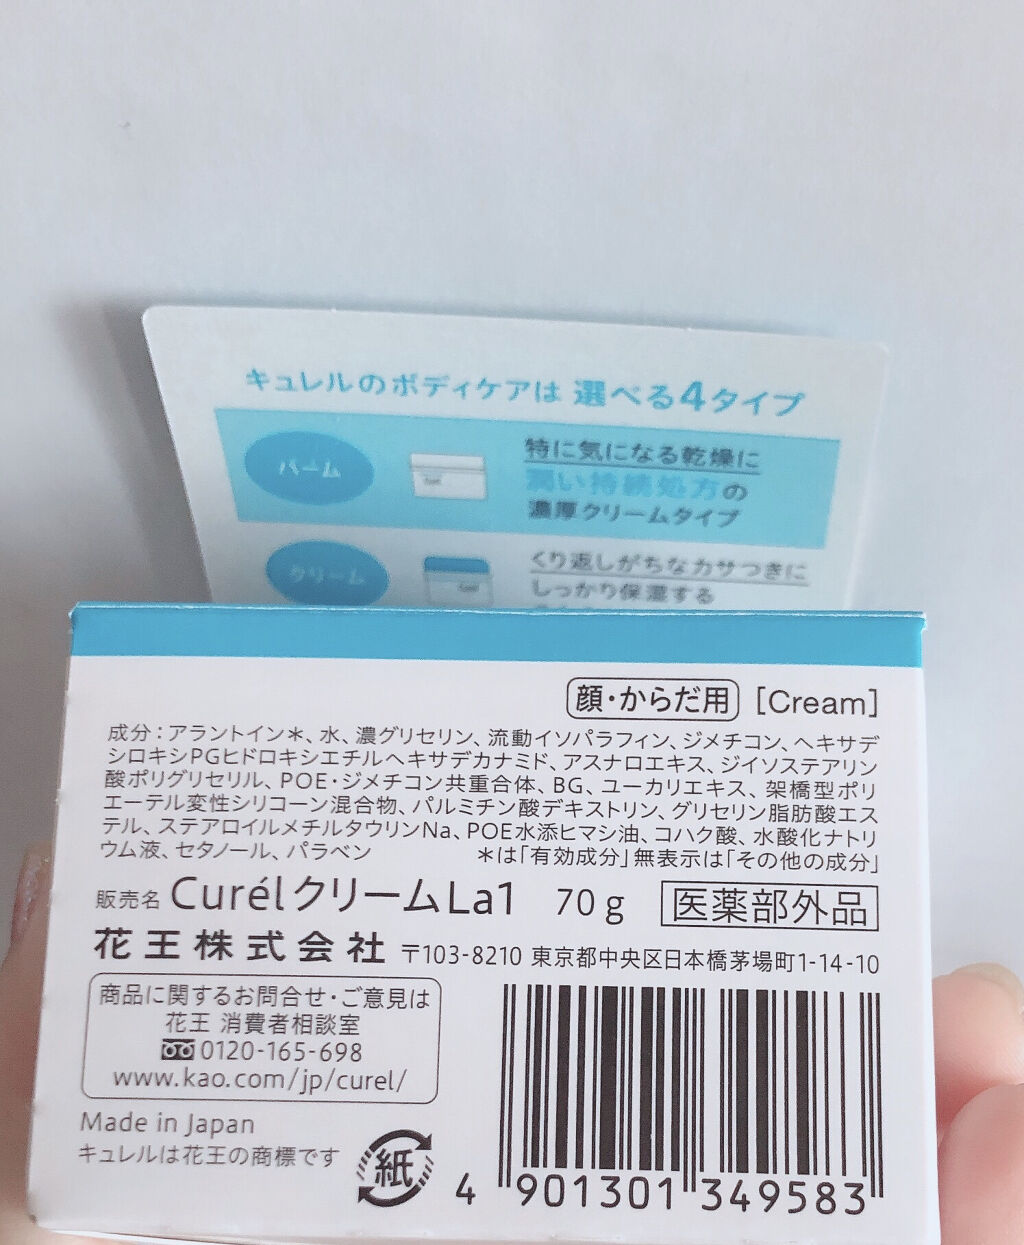 キュレルのボディケアは 選べる4タイプ
バーム
特に気になる乾燥に
潤い持続処方の
濃厚クリームタイプ
クリーム
くり返しがちなカサつきに
しっかり保湿する
顔・からだ用 [Cream]
成分:アラントイン*、水、濃グリセリン、流動イソパラフィン、ジメチコン、ヘキサデ
シロキシPGヒドロキシエチルヘキサデカナミド、アスナロエキス、ジイソステアリン
酸ポリグリセリル、POE・ジメチコン共重合体、BG、ユーカリエキス、架橋型ポリ
エーテル変性シリコーン混合物、パルミチン酸デキストリン、グリセリン脂肪酸エス
テル、ステアロイルメチルタウリンNa、POE水添ヒマシ油、コハク酸、水酸化ナトリ
ウム液、セタノール、パラベン *は「有効成分」無表示は「その他の成分」
販売名 Curél クリームLa1 70g 医薬部外品
花王株式会社 〒103-8210 東京都中央区日本橋茅場町1-14-10
商品に関するお問合せ・ご意見は
花王 消費者相談室
0120-165-698
www.kao.com/jp/curel/
Made in Japan
キュレルは花王の商標です
紙
4 901301 349583